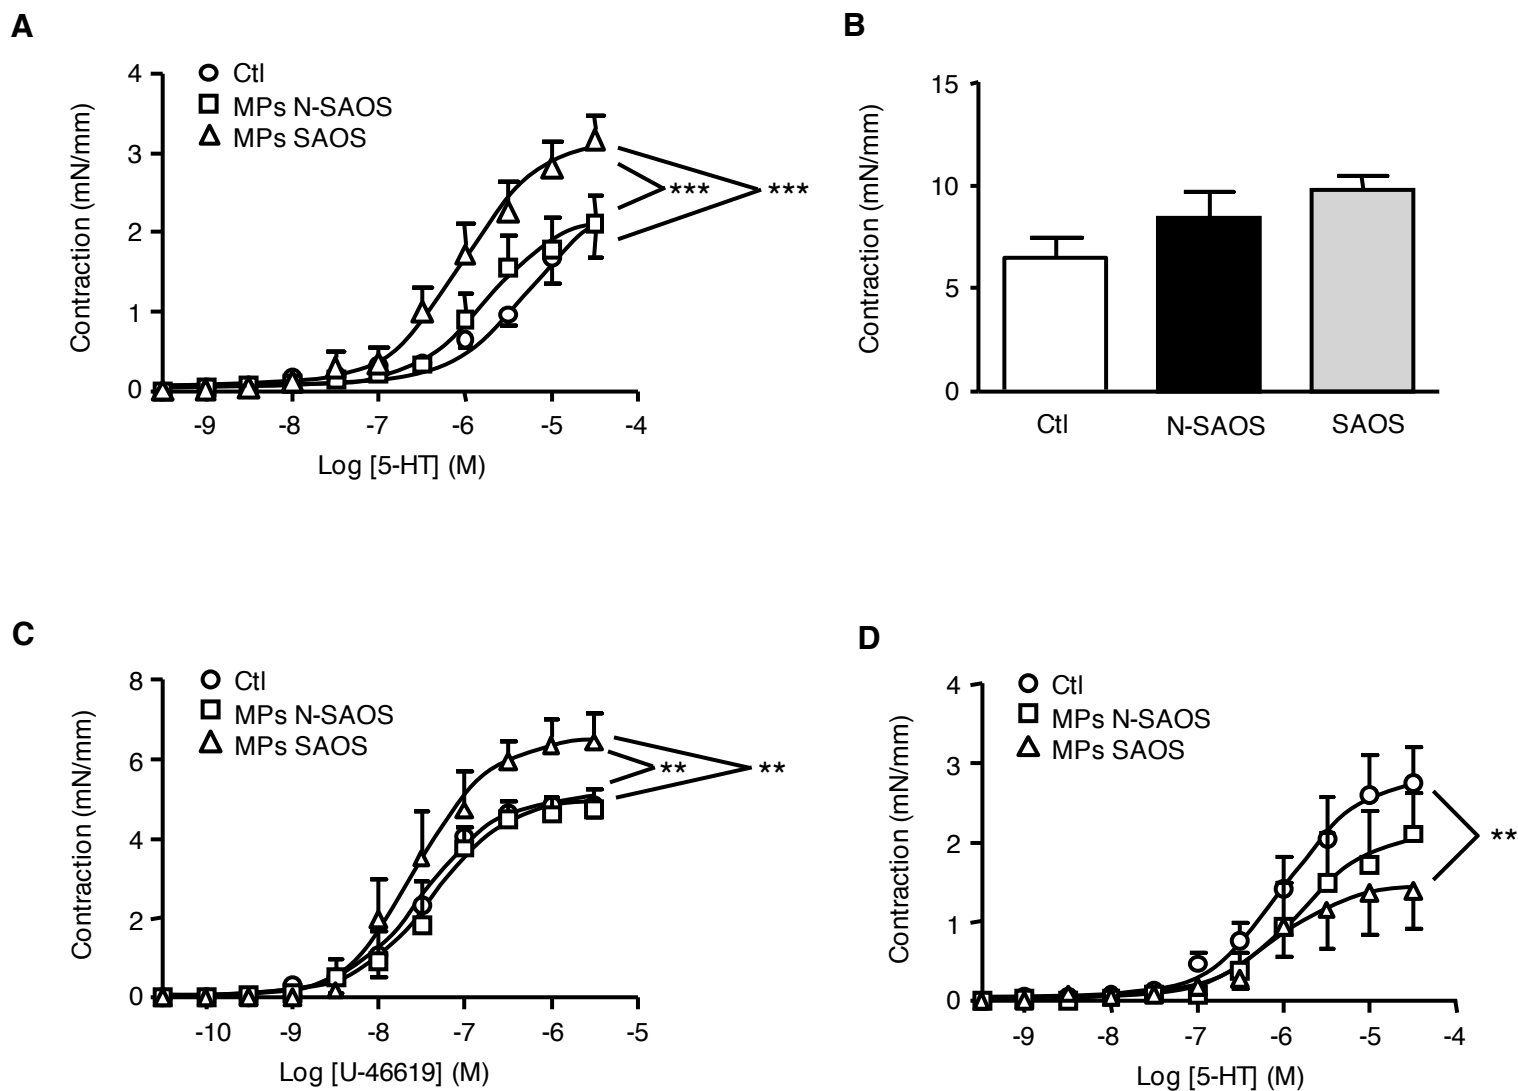 A
Ctl
MPs N-SAOS
MPs SAOS
Contraction (mN/mm)
4
3
2
1
0
*** ***
-9 -8 -7 -6 -5 -4
Log [5-HT] (M)
B
Contraction (mN/mm)
15
10
5
0
Ctl N-SAOS SAOS
C
Ctl
MPs N-SAOS
MPs SAOS
Contraction (mN/mm)
8
6
4
2
0
** **
-10 -9 -8 -7 -6 -5
Log [U-46619] (M)
D
Ctl
MPs N-SAOS
MPs SAOS
Contraction (mN/mm)
4
3
2
1
0
**
-9 -8 -7 -6 -5 -4
Log [5-HT] (M)